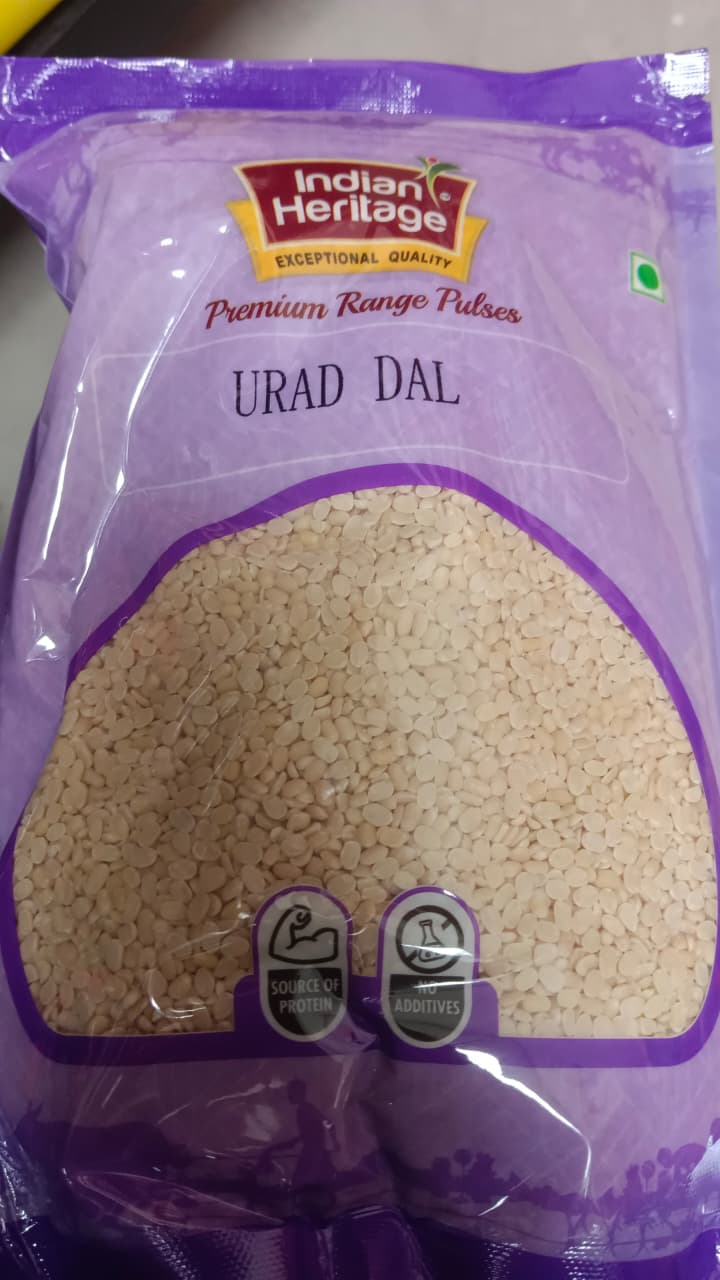 Indian
Heritage
EXCEPTIONAL QUALITY
Premium Range Pulses
URAD DAL
SOURCE OF
PROTEIN
NO
ADDITIVES